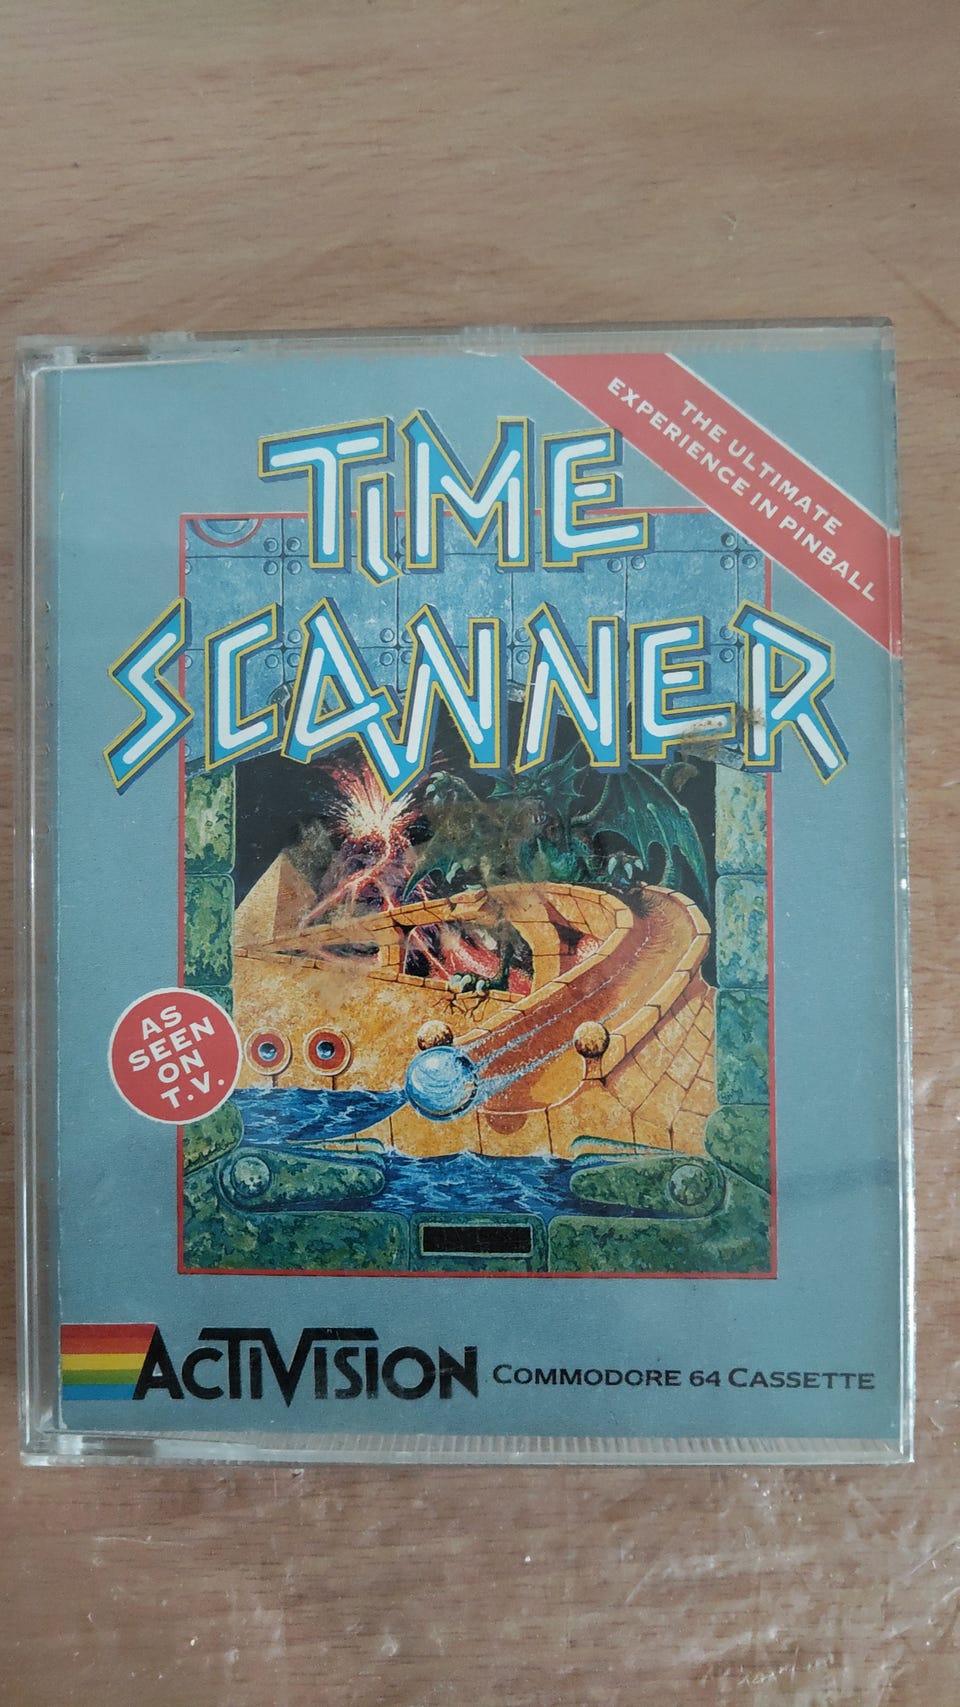 THE ULTIMATE
EXPERIENCE IN PINBALL
TIME
SCANNER
AS
SEEN
ON
T.V.
ACTIVISION COMMODORE 64 CASSETTE